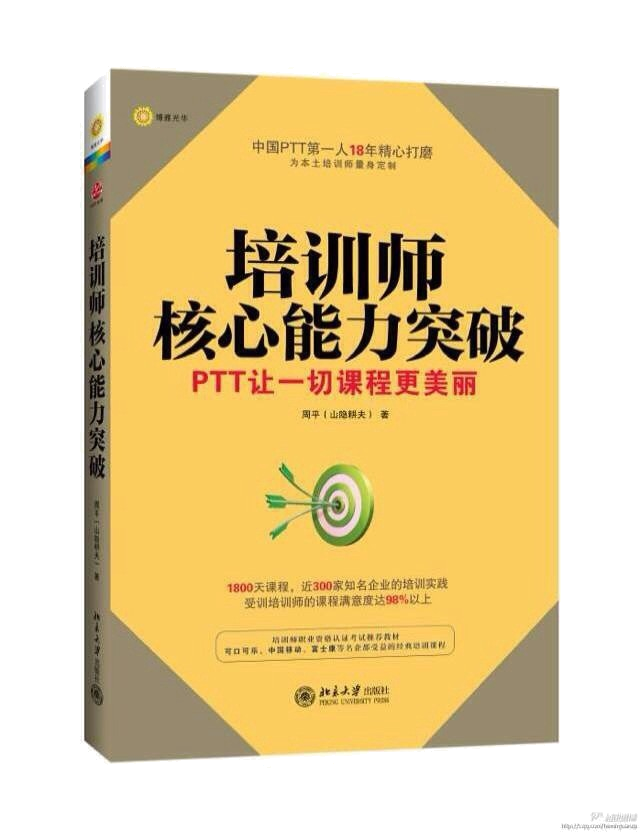 博雅光华
中国PTT第一人18年精心打磨
为本土培训师量身定制
培训师
核心能力突破
PTT让一切课程更美丽
周平(山隐耕夫) 著
1800天课程,近300家知名企业的培训实践
受训培训师的课程满意度达98%以上
培训师职业资格认证考试推荐教材
可口可乐、中国移动、富士康等名企都受益的经典培训课程
北京大学出版社
PEKING UNIVERSITY PRESS
培训师核心能力突破
周平(山隐耕夫) 著
北京大学出版社